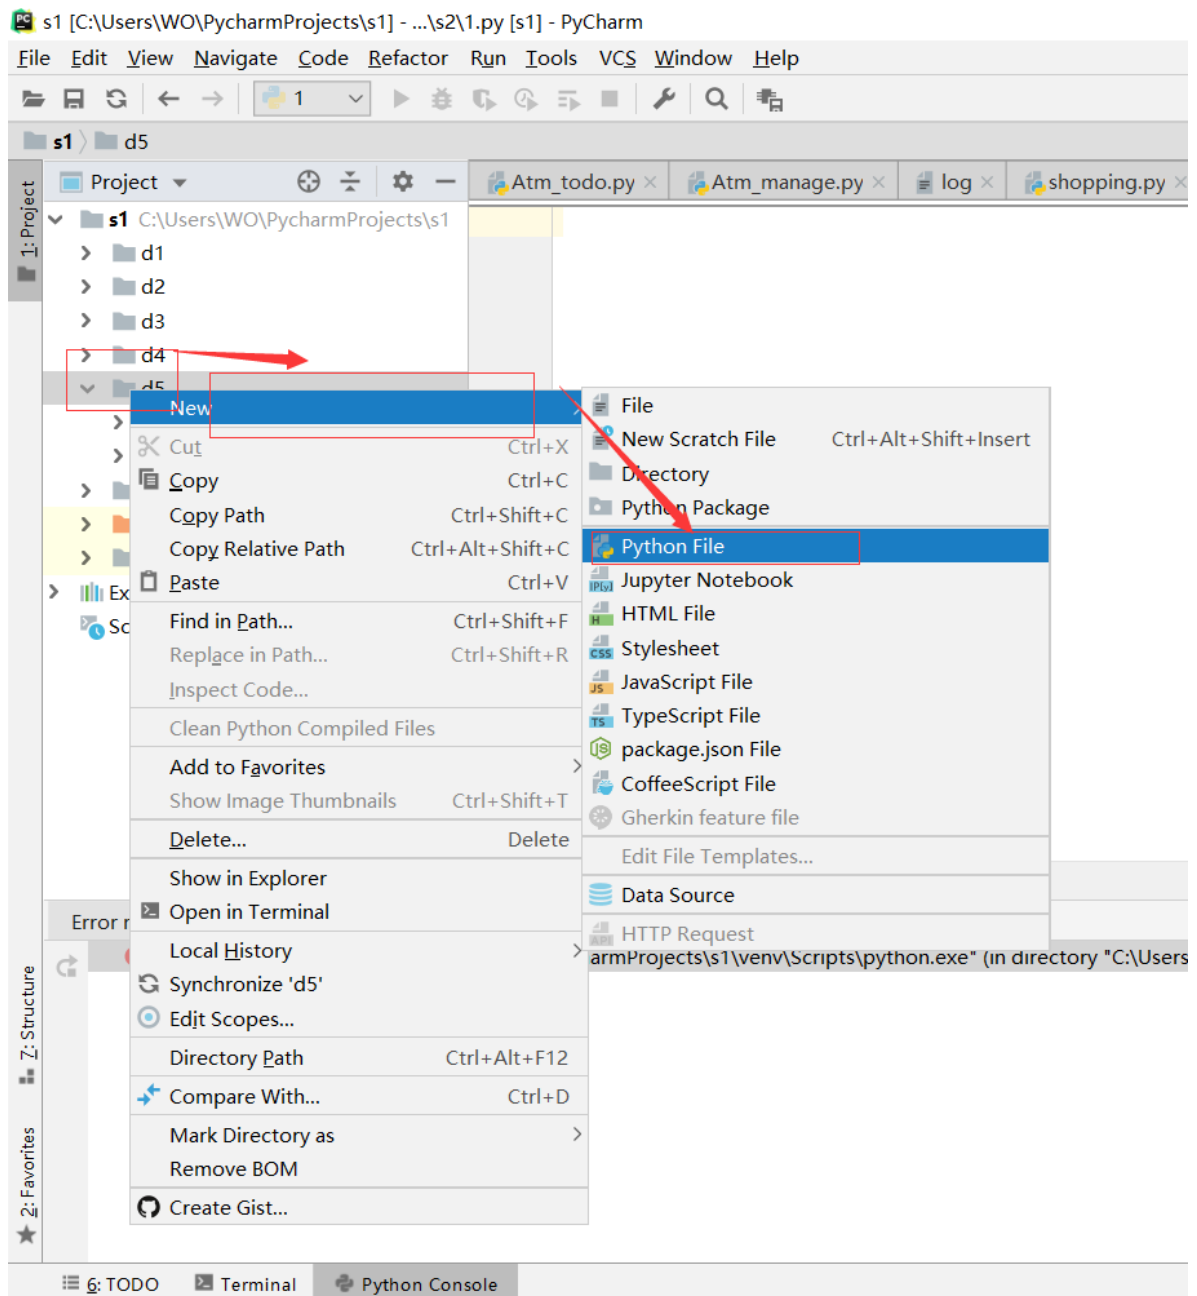 s1 [C:\Users\WO\PycharmProjects\s1] - ...\s2\1.py [s1] - PyCharm
File Edit View Navigate Code Refactor Run Tools VCS Window Help
1
s1 d5
Project
Atm_todo.py Atm_manage.py log shopping.py
1: Project
s1 C:\Users\WO\PycharmProjects\s1
d1
d2
d3
d4
d5
New
Cut Ctrl+X
Copy Ctrl+C
Copy Path Ctrl+Shift+C
Copy Relative Path Ctrl+Alt+Shift+C
Paste Ctrl+V
Find in Path... Ctrl+Shift+F
Replace in Path... Ctrl+Shift+R
Inspect Code...
Clean Python Compiled Files
Add to Favorites
Show Image Thumbnails Ctrl+Shift+T
Delete... Delete
Show in Explorer
Open in Terminal
Local History
Synchronize 'd5'
Edit Scopes...
Directory Path Ctrl+Alt+F12
Compare With... Ctrl+D
Mark Directory as
Remove BOM
Create Gist...
File
New Scratch File Ctrl+Alt+Shift+Insert
Directory
Python Package
Python File
Jupyter Notebook
HTML File
Stylesheet
JavaScript File
TypeScript File
package.json File
CoffeeScript File
Gherkin feature file
Edit File Templates...
Data Source
HTTP Request
Ex
Sc
Error r
armProjects\s1\venv\Scripts\python.exe" (in directory "C:\Users
7: Structure
2: Favorites
6: TODO Terminal Python Console